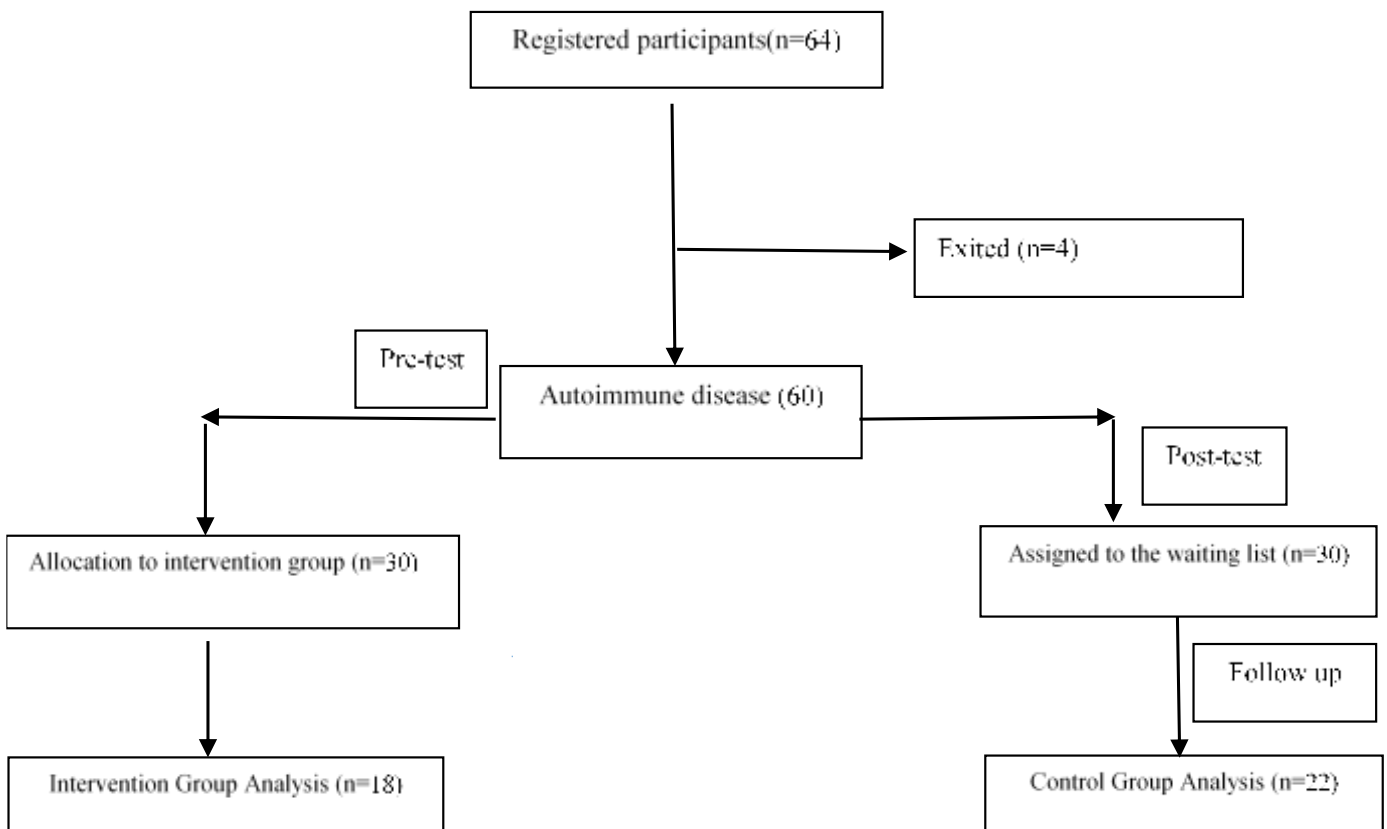 Registered participants(n=64)
Exited (n=4)
Pre-test
Autoimmune disease (60)
Post-test
Allocation to intervention group (n=30)
Assigned to the waiting list (n=30)
Follow up
Intervention Group Analysis (n=18)
Control Group Analysis (n=22)